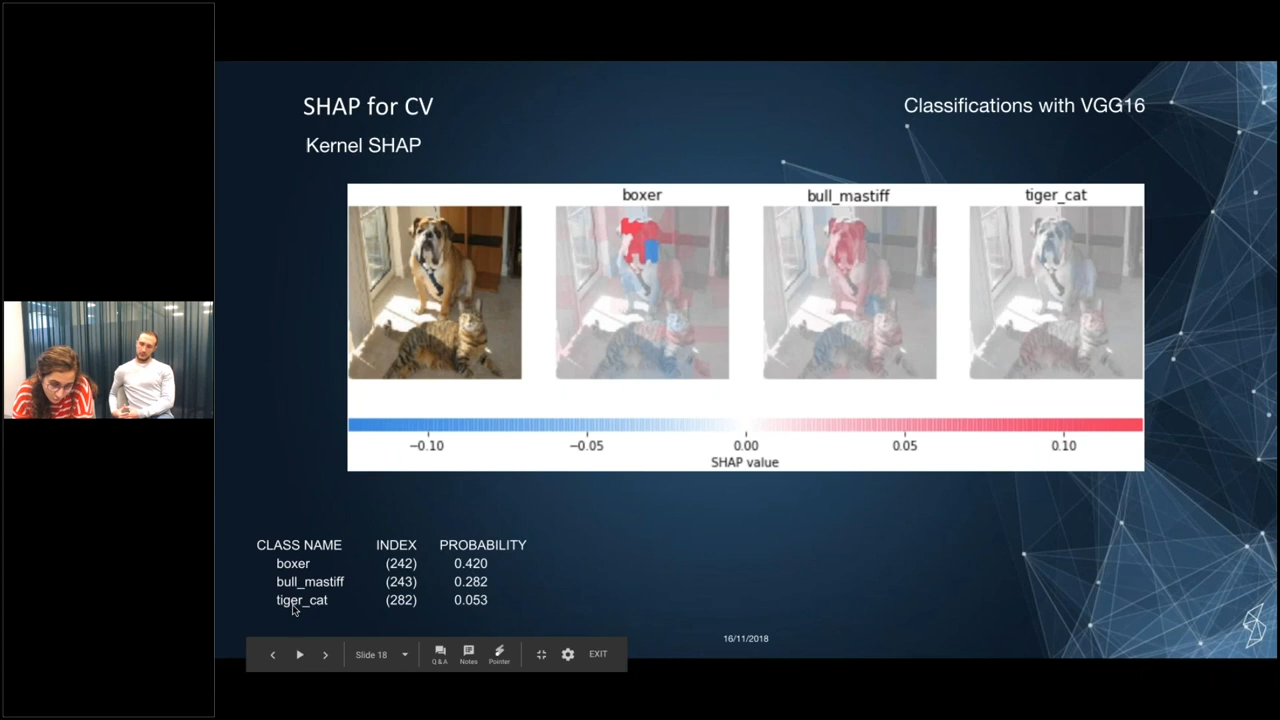 SHAP for CV
Classifications with VGG16
Kernel SHAP
boxer
bull_mastiff
tiger_cat
−0.10
−0.05
0.00
0.05
0.10
SHAP value
CLASS NAME INDEX PROBABILITY
boxer (242) 0.420
bull_mastiff (243) 0.282
tiger_cat (282) 0.053
16/11/2018
Slide 18
Q & A
Notes
Pointer
EXIT